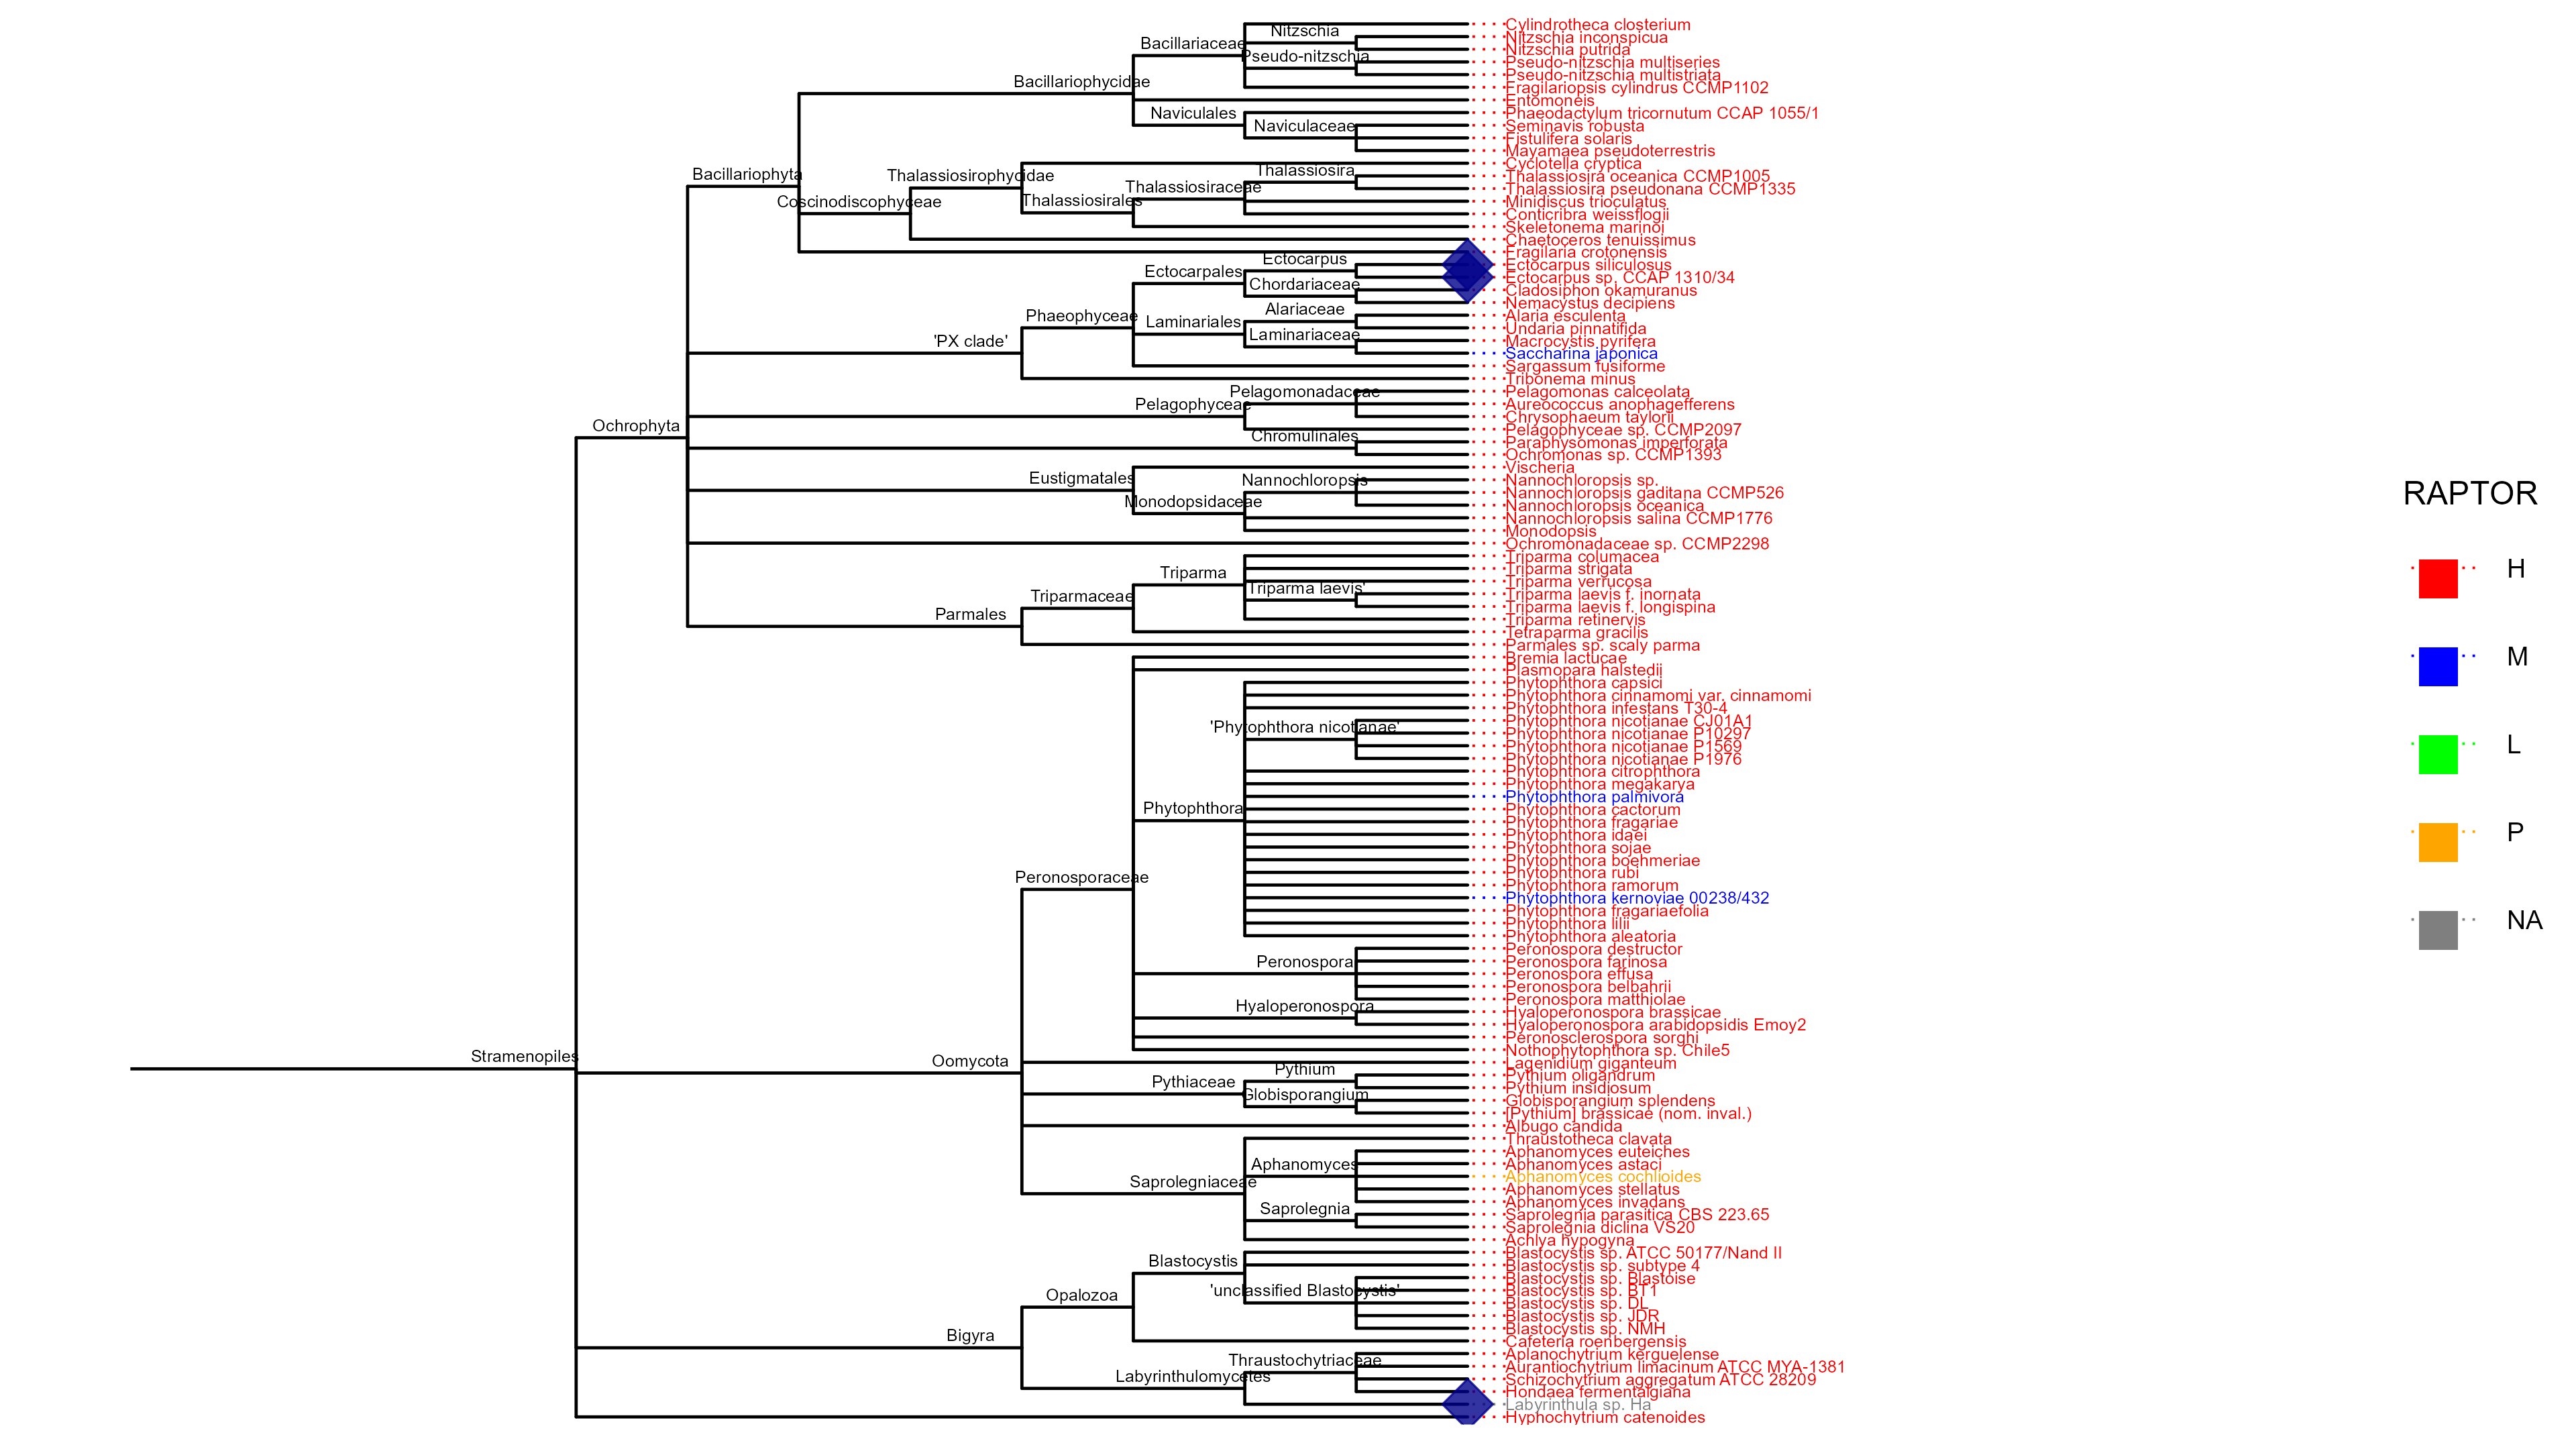 Stramenopiles
Ochrophyta
Bacillariophyta
Bacillariophycidae
Bacillariaceae
Nitzschia
Pseudo-nitzschia
Naviculales
Naviculaceae
Coscinodiscophyceae
Thalassiosirophycidae
Thalassiosirales
Thalassiosiraceae
Thalassiosira
'PX clade'
Phaeophyceae
Ectocarpales
Ectocarpus
Chordariaceae
Laminariales
Alariaceae
Laminariaceae
Pelagophyceae
Pelagomonadaceae
Chromulinales
Eustigmatales
Monodopsidaceae
Nannochloropsis
Parmales
Triparmaceae
Triparma
Triparma laevis'
Oomycota
Peronosporaceae
Phytophthora
'Phytophthora nicotianae'
Peronospora
Hyaloperonospora
Pythiaceae
Pythium
Globisporangium
Saprolegniaceae
Aphanomyces
Saprolegnia
Bigyra
Opalozoa
Blastocystis
'unclassified Blastocystis'
Labyrinthulomycetes
Thraustochytriaceae
Cylindrotheca closterium
Nitzschia inconspicua
Nitzschia putrida
Pseudo-nitzschia multiseries
Pseudo-nitzschia multistriata
Fragilariopsis cylindrus CCMP1102
Entomoneis
Phaeodactylum tricornutum CCAP 1055/1
Seminavis robusta
Fistulifera solaris
Mayamaea pseudoterrestris
Cyclotella cryptica
Thalassiosira oceanica CCMP1005
Thalassiosira pseudonana CCMP1335
Minidiscus trioculatus
Conticribra weissflogii
Skeletonema marinoi
Chaetoceros tenuissimus
Fragilaria crotonensis
Ectocarpus siliculosus
Ectocarpus sp. CCAP 1310/34
Cladosiphon okamuranus
Nemacystus decipiens
Alaria esculenta
Undaria pinnatifida
Macrocystis pyrifera
Saccharina japonica
Sargassum fusiforme
Tribonema minus
Pelagomonas calceolata
Aureococcus anophagefferens
Chrysophaeum taylorii
Pelagophyceae sp. CCMP2097
Paraphysomonas imperforata
Ochromonas sp. CCMP1393
Vischeria
Nannochloropsis sp.
Nannochloropsis gaditana CCMP526
Nannochloropsis oceanica
Nannochloropsis salina CCMP1776
Monodopsis
Ochromonadaceae sp. CCMP2298
Triparma columacea
Triparma strigata
Triparma verrucosa
Triparma laevis f. inornata
Triparma laevis f. longispina
Triparma retinervis
Tetraparma gracilis
Parmales sp. scaly parma
Bremia lactucae
Plasmopara halstedii
Phytophthora capsici
Phytophthora cinnamomi var. cinnamomi
Phytophthora infestans T30-4
Phytophthora nicotianae CJ01A1
Phytophthora nicotianae P10297
Phytophthora nicotianae P1569
Phytophthora nicotianae P1976
Phytophthora citrophthora
Phytophthora megakarya
Phytophthora palmivora
Phytophthora cactorum
Phytophthora fragariae
Phytophthora idaei
Phytophthora sojae
Phytophthora boehmeriae
Phytophthora rubi
Phytophthora ramorum
Phytophthora kernoviae 00238/432
Phytophthora fragariaefolia
Phytophthora lilii
Phytophthora aleatoria
Peronospora destructor
Peronospora farinosa
Peronospora effusa
Peronospora belbahrii
Peronospora matthiolae
Hyaloperonospora brassicae
Hyaloperonospora arabidopsidis Emoy2
Peronosclerospora sorghi
Nothophytophthora sp. Chile5
Lagenidium giganteum
Pythium oligandrum
Pythium insidiosum
Globisporangium splendens
[Pythium] brassicae (nom. inval.)
Albugo candida
Thraustotheca clavata
Aphanomyces euteiches
Aphanomyces astaci
Aphanomyces cochlioides
Aphanomyces stellatus
Aphanomyces invadans
Saprolegnia parasitica CBS 223.65
Saprolegnia diclina VS20
Achlya hypogyna
Blastocystis sp. ATCC 50177/Nand II
Blastocystis sp. subtype 4
Blastocystis sp. Blastoise
Blastocystis sp. BT1
Blastocystis sp. DL
Blastocystis sp. JDR
Blastocystis sp. NMH
Cafeteria roenbergensis
Aplanochytrium kerguelense
Aurantiochytrium limacinum ATCC MYA-1381
Schizochytrium aggregatum ATCC 28209
Hondaea fermentalgiana
Labyrinthula sp. Ha
Hyphochytrium catenoides
RAPTOR
H
M
L
P
NA